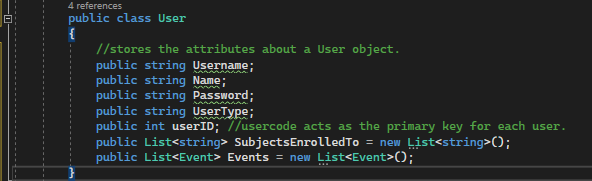 4 references
public class User
{
//stores the attributes about a User object.
public string Username;
public string Name;
public string Password;
public string UserType;
public int userID; //usercode acts as the primary key for each user.
public List<string> SubjectsEnrolledTo = new List<string>();
public List<Event> Events = new List<Event>();
}